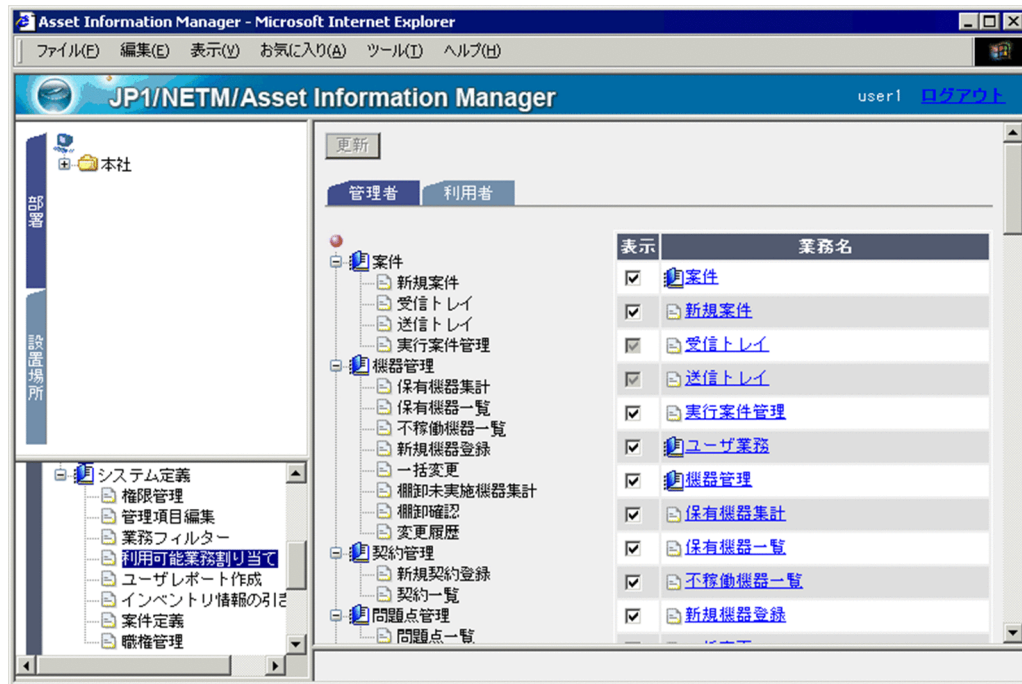 Asset Information Manager - Microsoft Internet Explorer
ファイル(F) 編集(E) 表示(V) お気に入り(A) ツール(T) ヘルプ(H)
JP1/NETM/Asset Information Manager
user1 ログアウト
部署
設置場所
本社
システム定義
権限管理
管理項目編集
業務フィルター
利用可能業務割り当て
ユーザレポート作成
インベントリ情報の引き
案件定義
職権管理
更新
管理者 利用者
案件
新規案件
受信トレイ
送信トレイ
実行案件管理
機器管理
保有機器集計
保有機器一覧
不稼働機器一覧
新規機器登録
一括変更
棚卸未実施機器集計
棚卸確認
変更履歴
契約管理
新規契約登録
契約一覧
問題点管理
問題点一覧
表示 業務名
案件
新規案件
受信トレイ
送信トレイ
実行案件管理
ユーザ業務
機器管理
保有機器集計
保有機器一覧
不稼働機器一覧
新規機器登録